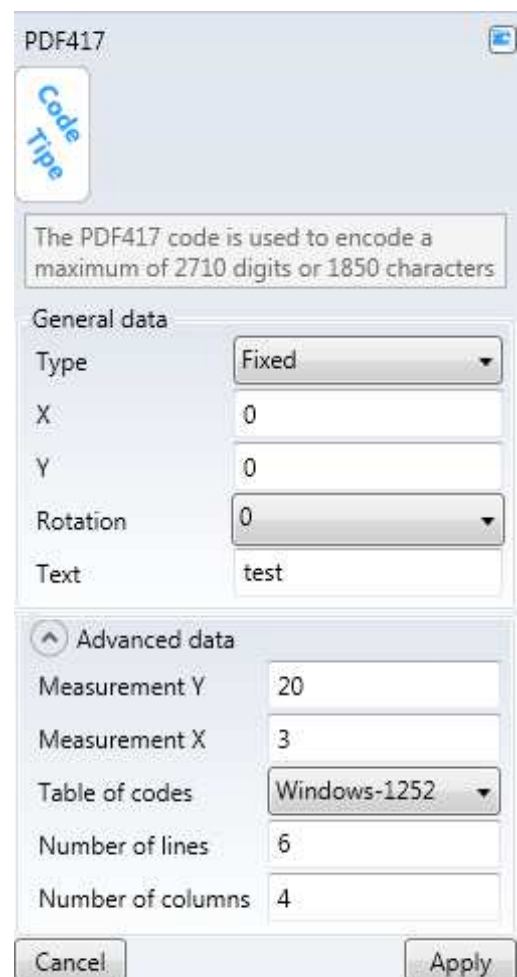 PDF417
Code
Tipe
The PDF417 code is used to encode a
maximum of 2710 digits or 1850 characters
General data
Type Fixed
X 0
Y 0
Rotation 0
Text test
Advanced data
Measurement Y 20
Measurement X 3
Table of codes Windows-1252
Number of lines 6
Number of columns 4
Cancel Apply